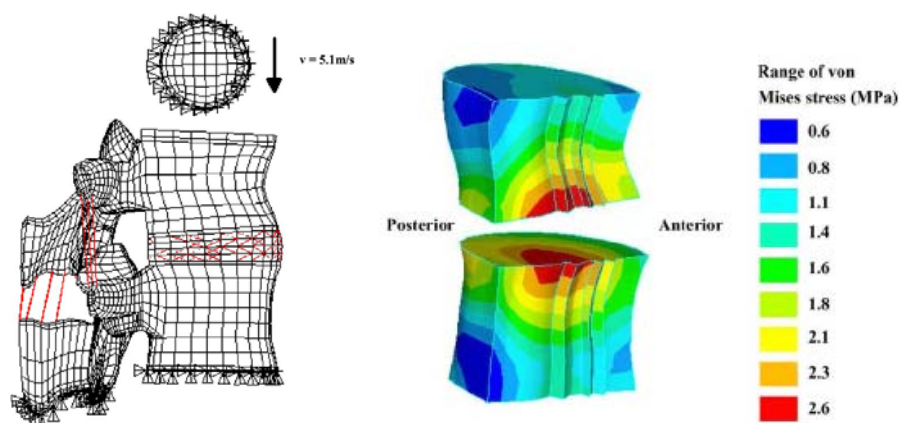 v = 5.1m/s
Range of von
Mises stress (MPa)
0.6
0.8
1.1
1.4
1.6
1.8
2.1
2.3
2.6
Posterior
Anterior